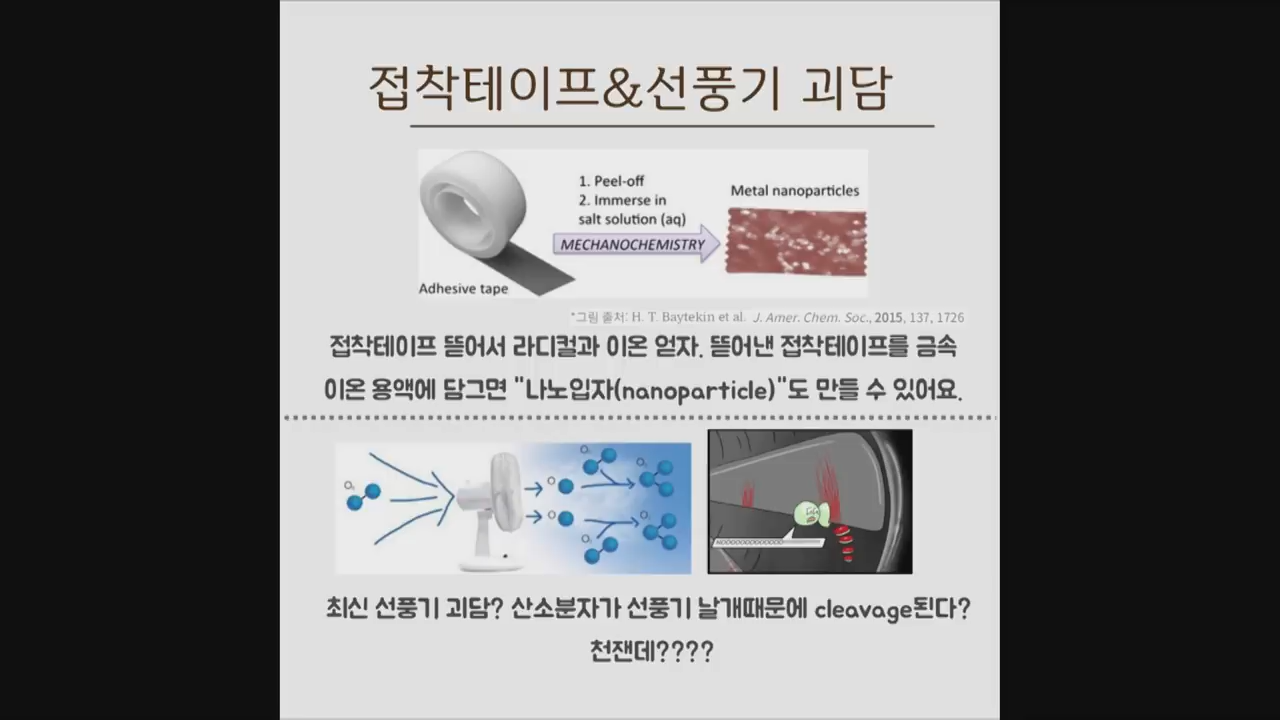 접착테이프&선풍기 괴담
1. Peel-off
2. Immerse in
salt solution (aq)
MECHANOCHEMISTRY
Metal nanoparticles
Adhesive tape
*그림 출처: H. T. Baytekin et al. J. Amer. Chem. Soc., 2015, 137, 1726
접착테이프 뜯어서 라디컬과 이온 얻자. 뜯어낸 접착테이프를 금속
이온 용액에 담그면 "나노입자(nanoparticle)"도 만들 수 있어요.
O₂
O
O
O₂
O₂
O₃
O₃
최신 선풍기 괴담? 산소분자가 선풍기 날개때문에 cleavage된다?
천잰데????